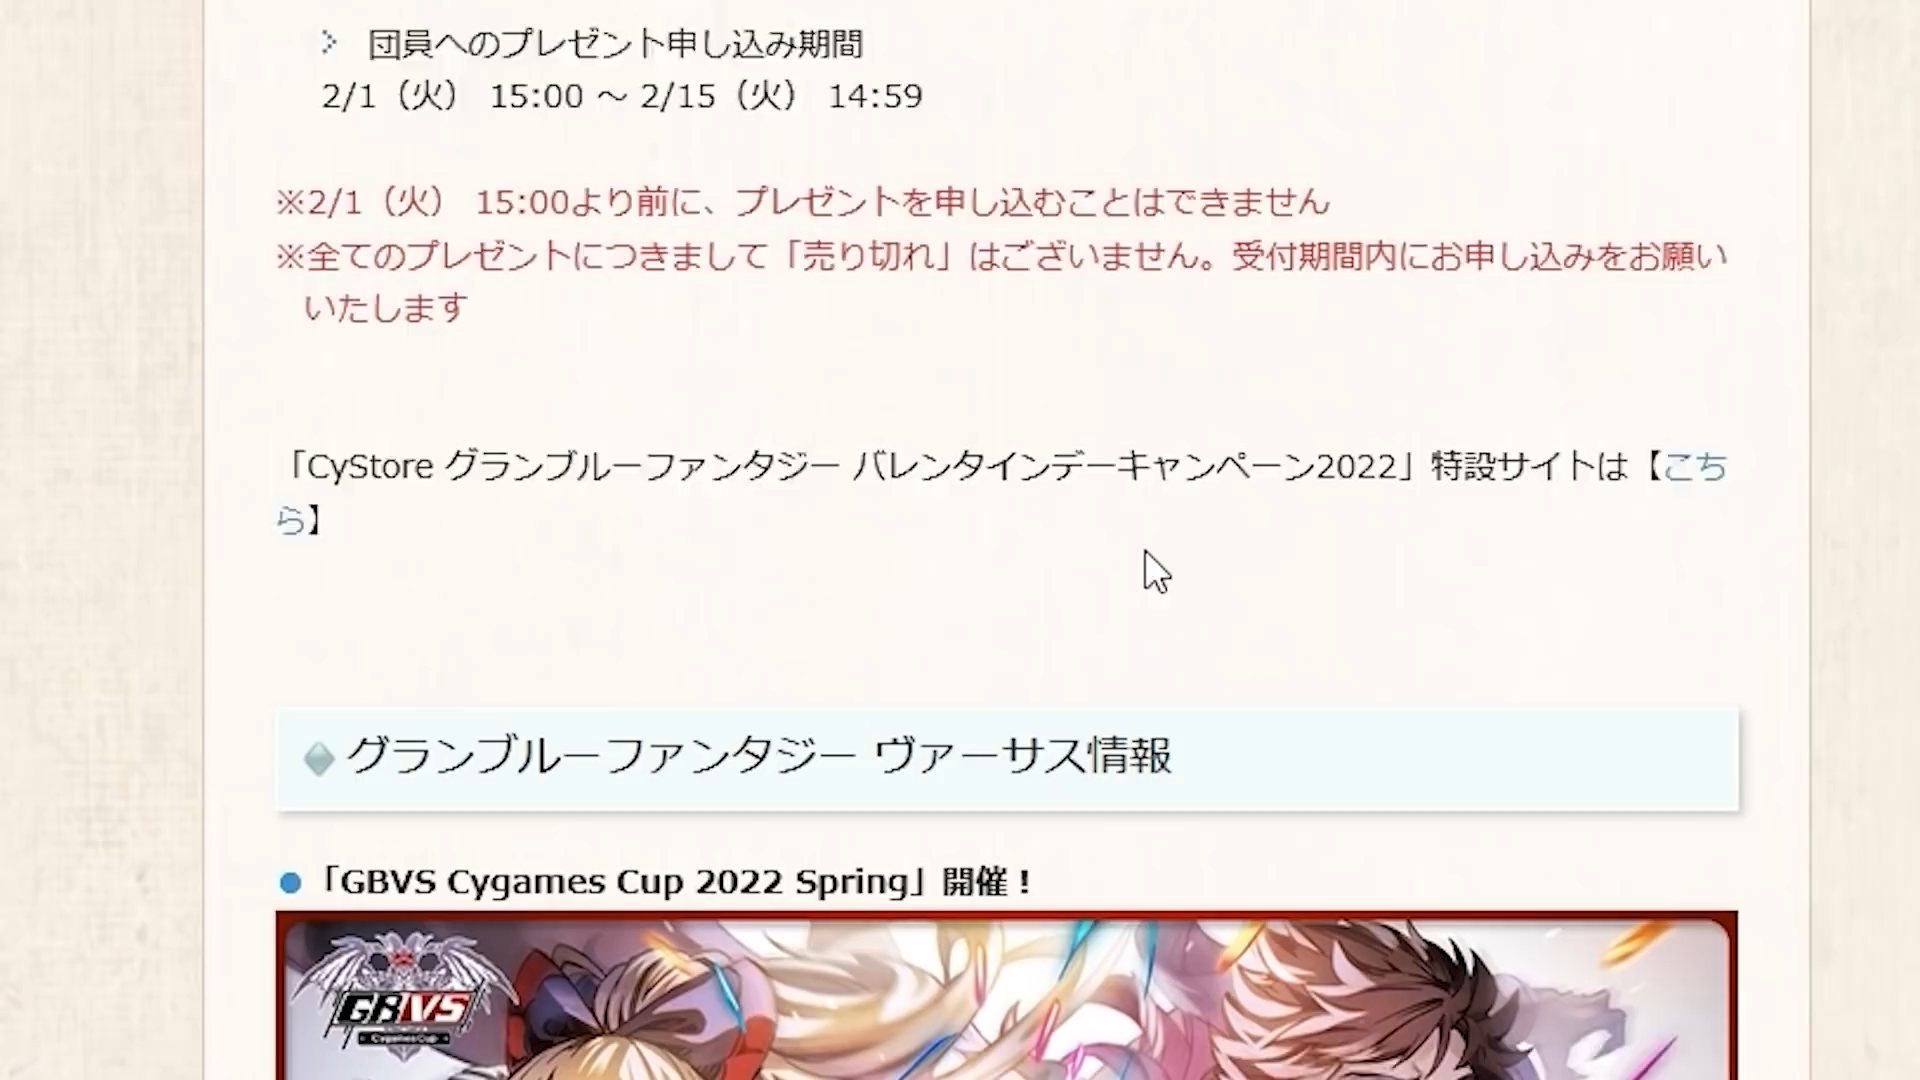 団員へのプレゼント申し込み期間
2/1（火） 15:00 ～ 2/15（火） 14:59
※2/1（火） 15:00より前に、プレゼントを申し込むことはできません
※全てのプレゼントにつきまして「売り切れ」はございません。受付期間内にお申し込みをお願い
いたします
「CyStore グランブルーファンタジー バレンタインデーキャンペーン2022」特設サイトは【こち
ら】
グランブルーファンタジー ヴァーサス情報
「GBVS Cygames Cup 2022 Spring」開催！
GBVS
Cygames Cup